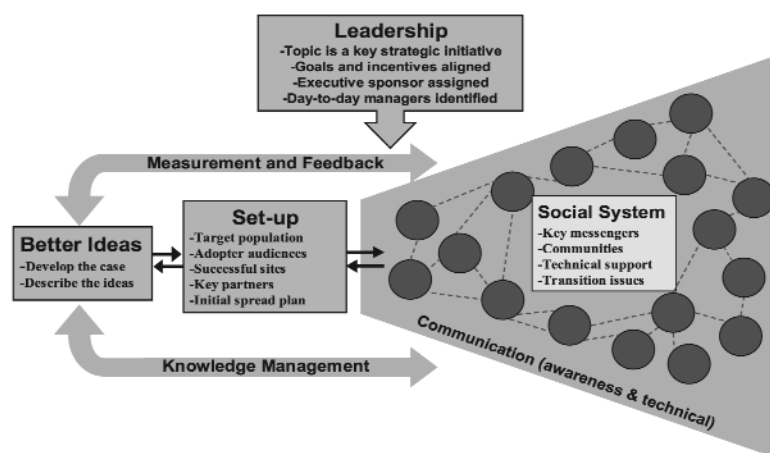 Leadership
-Topic is a key strategic initiative
-Goals and incentives aligned
-Executive sponsor assigned
-Day-to-day managers identified
Measurement and Feedback
Better Ideas
-Develop the case
-Describe the ideas
Set-up
-Target population
-Adopter audiences
-Successful sites
-Key partners
-Initial spread plan
Social System
-Key messengers
-Communities
-Technical support
-Transition issues
Knowledge Management
Communication (awareness & technical)